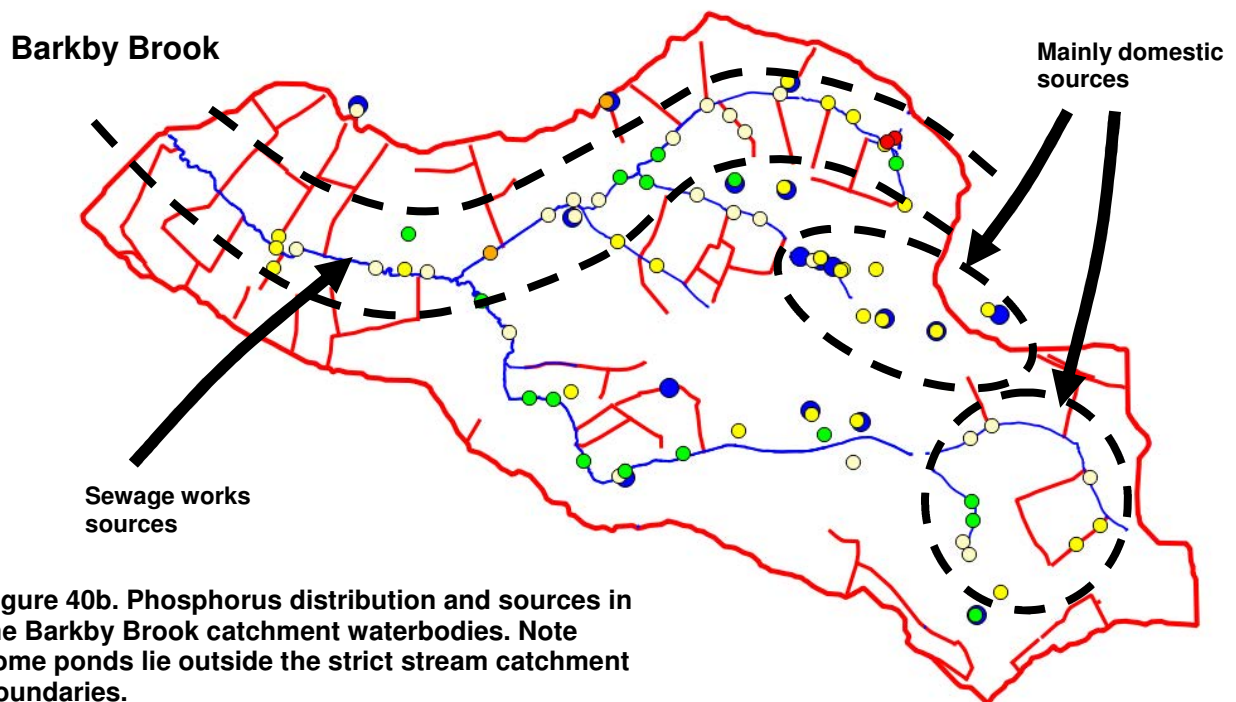 Barkby Brook
Mainly domestic
sources
Sewage works
sources
igure 40b. Phosphorus distribution and sources in
he Barkby Brook catchment waterbodies. Note
ome ponds lie outside the strict stream catchment
oundaries.